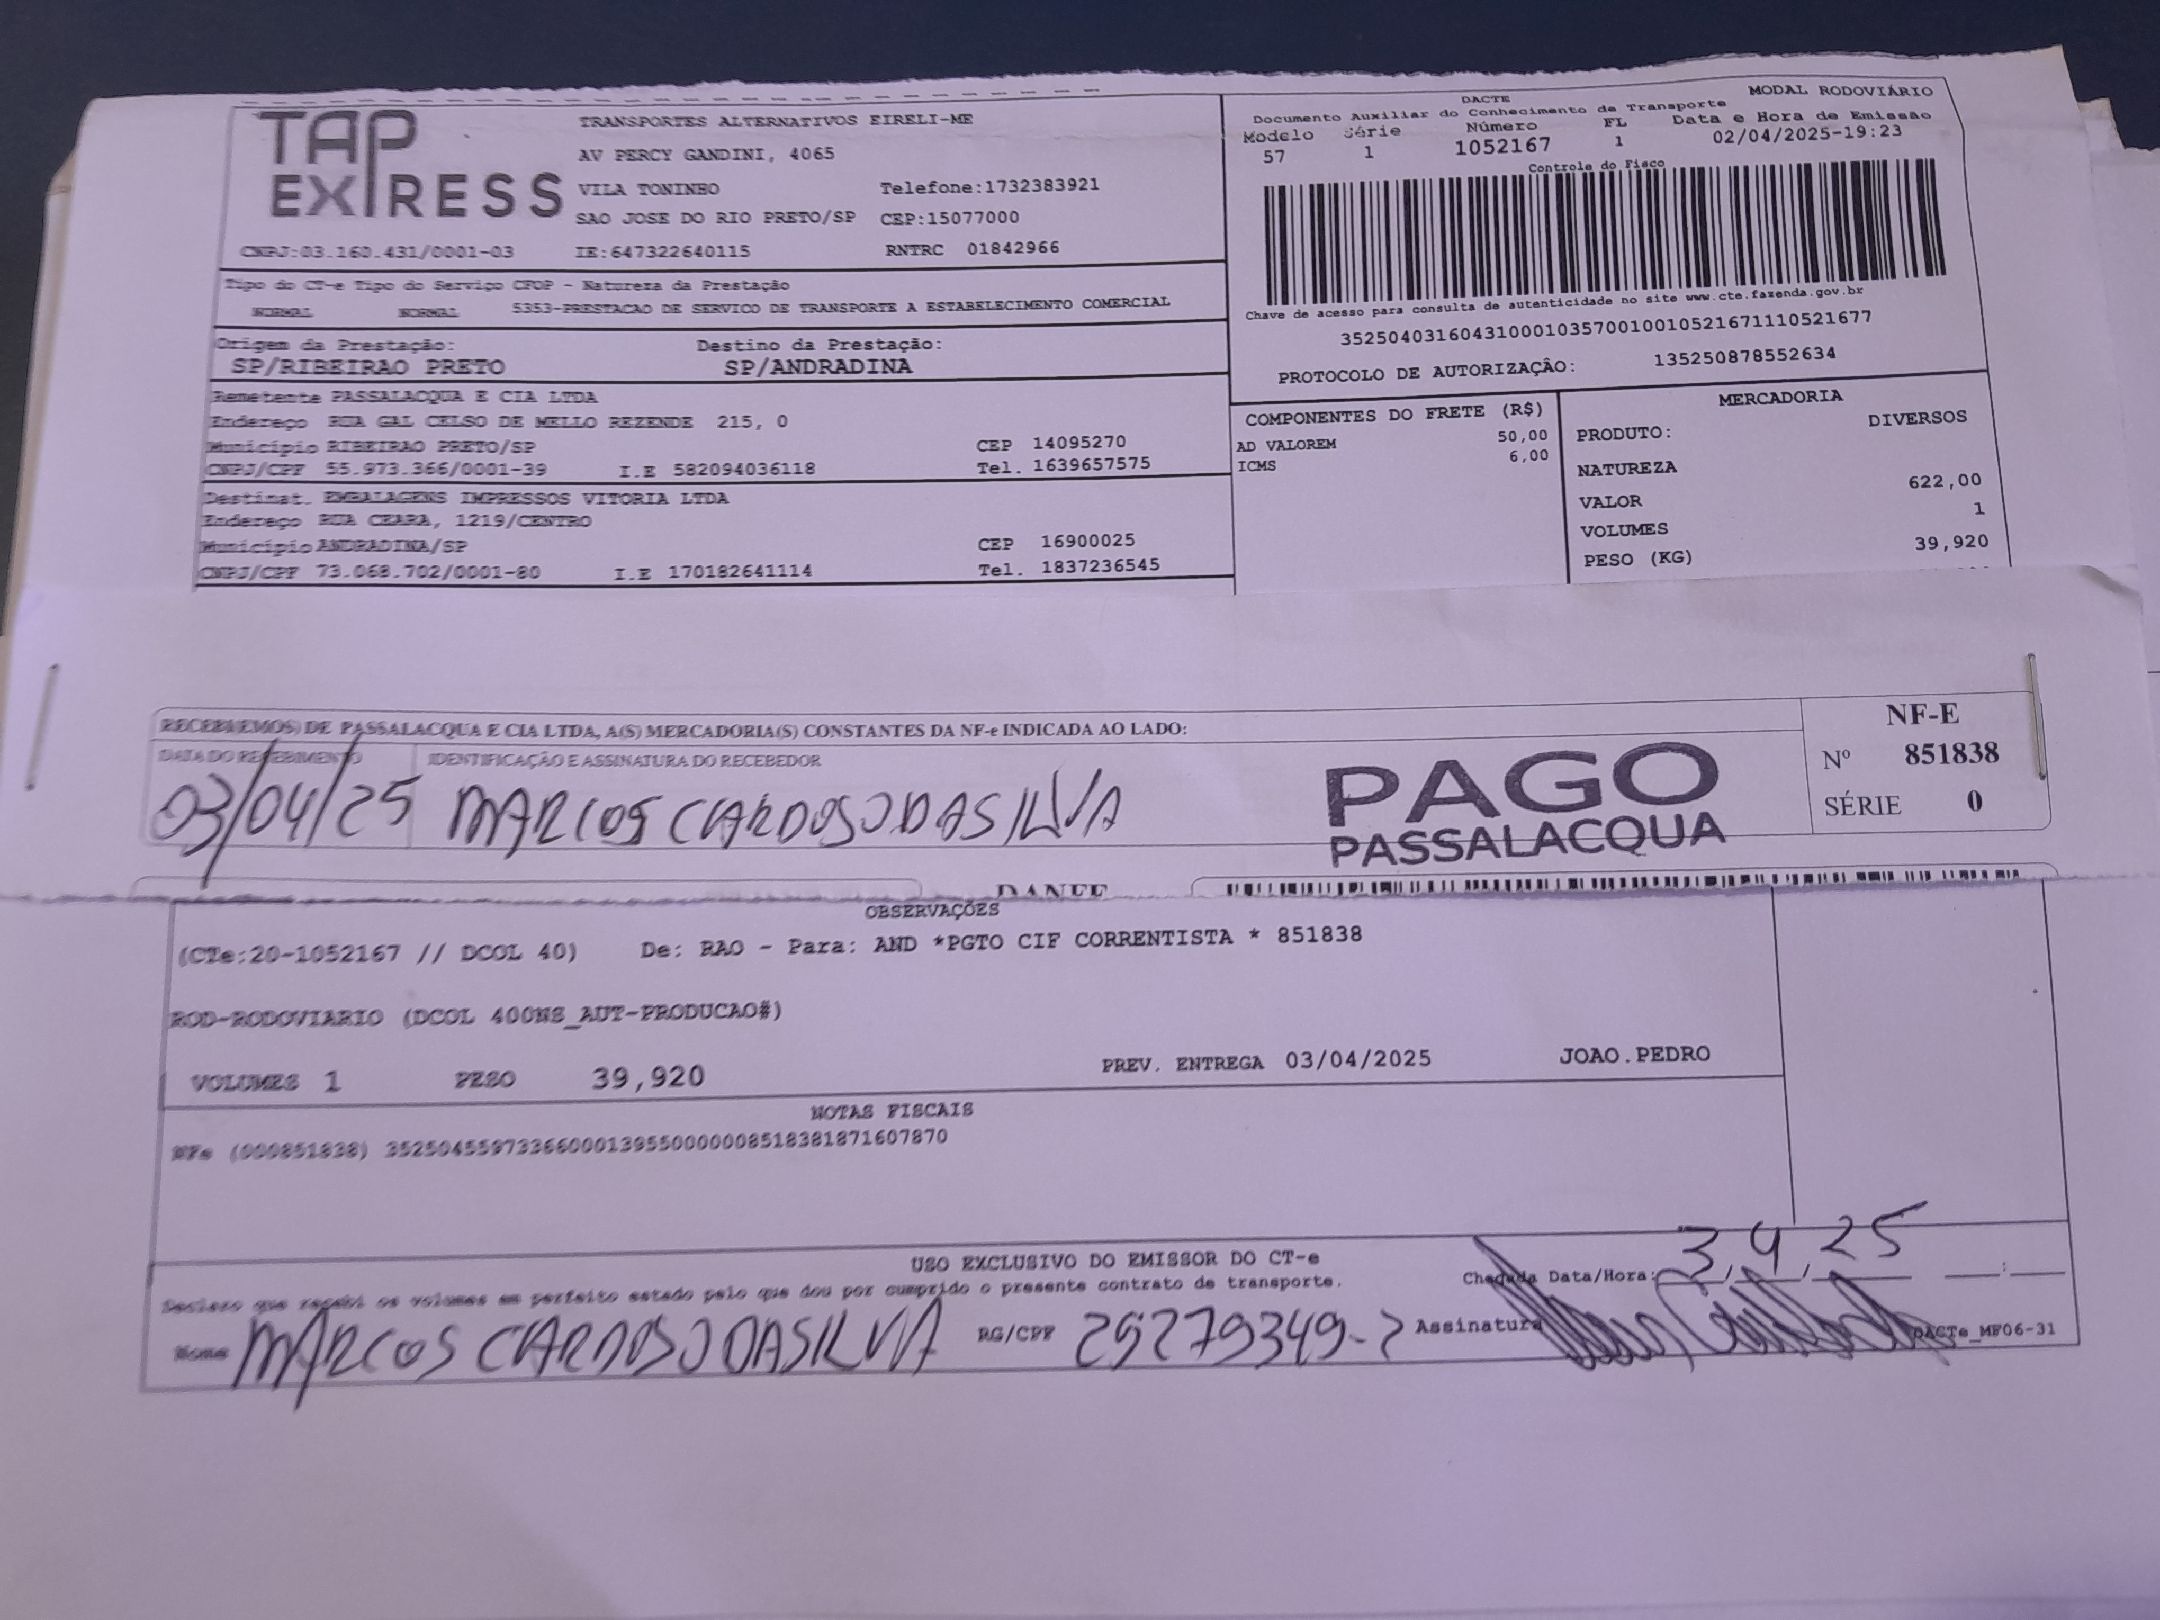 TAP EXPRESS
TRANSPORTES ALTERNATIVOS EIRELI-ME
AV PERCY GANDINI, 4065
VILA TONINHO Telefone:1732383921
SAO JOSE DO RIO PRETO/SP CEP:15077000
CNPJ:03.160.431/0001-03 IE:647322640115 RNTRC 01842966
DACTE MODAL RODOVIÁRIO
Documento Auxiliar do Conhecimento de Transporte
Modelo Série Número FL Data e Hora de Emissão
57 1 1052167 1 02/04/2025-19:23
Controle do Fisco
Chave de acesso para consulta de autenticidade no site www.cte.fazenda.gov.br
35250403160431000103570010010521671110521677
PROTOCOLO DE AUTORIZAÇÃO: 135250878552634
Tipo do CT-e Tipo do Serviço CFOP - Natureza da Prestação
NORMAL NORMAL 5353-PRESTACAO DE SERVICO DE TRANSPORTE A ESTABELECIMENTO COMERCIAL
Origem da Prestação: Destino da Prestação:
SP/RIBEIRAO PRETO SP/ANDRADINA
Remetente PASSALACQUA E CIA LTDA
Endereço RUA GAL CELSO DE MELLO REZENDE 215, 0
Município RIBEIRAO PRETO/SP CEP 14095270
CNPJ/CPF 55.973.366/0001-39 I.E 582094036118 Tel. 1639657575
Destinat. EMBALAGENS IMPRESSOS VITORIA LTDA
Endereço RUA CEARA, 1219/CENTRO
Município ANDRADINA/SP CEP 16900025
CNPJ/CPF 73.068.702/0001-80 I.E 170182641114 Tel. 1837236545
COMPONENTES DO FRETE (R$)
AD VALOREM 50,00
ICMS 6,00
MERCADORIA
PRODUTO: DIVERSOS
NATUREZA
VALOR 622,00
VOLUMES 1
PESO (KG) 39,920
RECEBEMOS DE PASSALACQUA E CIA LTDA, A(S) MERCADORIA(S) CONSTANTES DA NF-e INDICADA AO LADO:
DATA DO RECEBIMENTO IDENTIFICAÇÃO E ASSINATURA DO RECEBEDOR
03/04/25 MARCOS CARDOSO DA SILVA
PAGO
PASSALACQUA
NF-E
Nº 851838
SÉRIE 0
DANFE
OBSERVAÇÕES
(CTe:20-1052167 // DCOL 40) De: RAO - Para: AND *PGTO CIF CORRENTISTA * 851838
ROD-RODOVIARIO (DCOL 400NS_AUT-PRODUCAO#)
VOLUMES 1 PESO 39,920 PREV. ENTREGA 03/04/2025 JOAO.PEDRO
NOTAS FISCAIS
NFe (000851838) 35250455973366000139550000008518381871607870
USO EXCLUSIVO DO EMISSOR DO CT-e
Declaro que recebi os volumes em perfeito estado pelo que dou por cumprido o presente contrato de transporte.
Chegada Data/Hora: 3/4/25
Nome MARCOS CARDOSO DA SILVA RG/CPF 29279349-2 Assinatura
DACTe_MF06-31